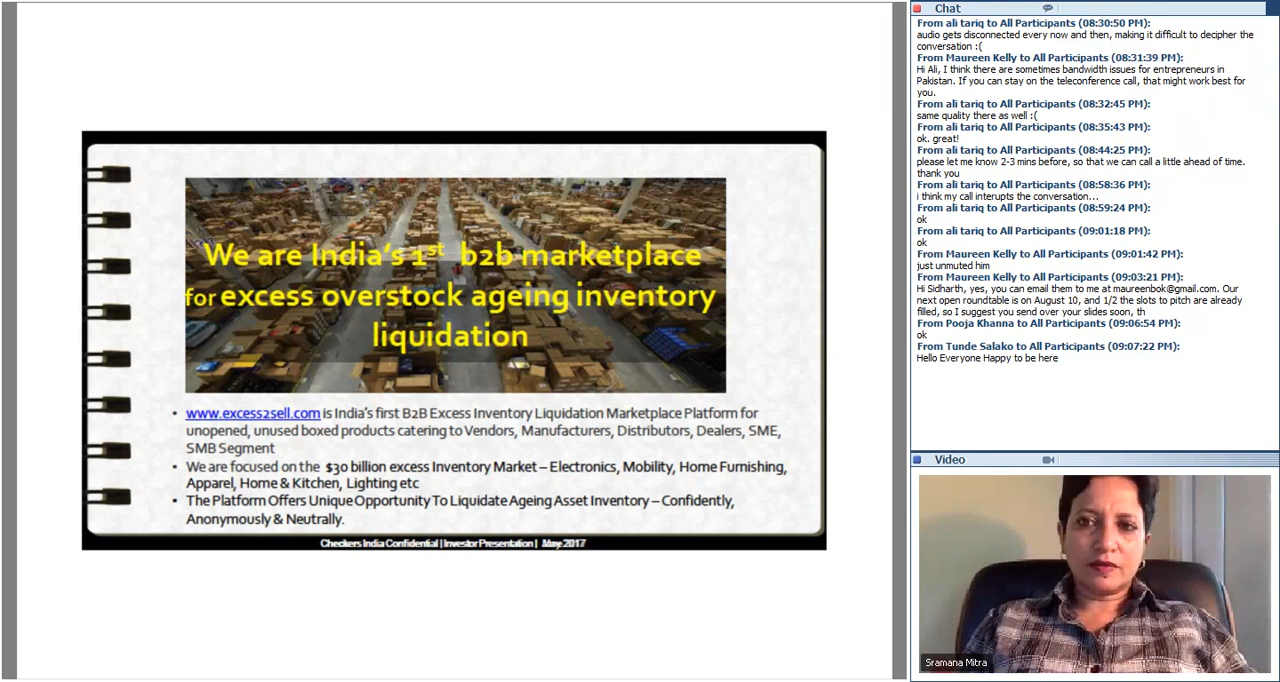 We are India's 1st b2b marketplace
for excess overstock ageing inventory
liquidation
• www.excess2sell.com is India's first B2B Excess Inventory Liquidation Marketplace Platform for
unopened, unused boxed products catering to Vendors, Manufacturers, Distributors, Dealers, SME,
SMB Segment
• We are focused on the $30 billion excess Inventory Market – Electronics, Mobility, Home Furnishing,
Apparel, Home & Kitchen, Lighting etc
• The Platform Offers Unique Opportunity To Liquidate Ageing Asset Inventory – Confidently,
Anonymously & Neutrally.
Checkers India Confidential | Investor Presentation | May 2017
Chat
From ali tariq to All Participants (08:30:50 PM):
audio gets disconnected every now and then, making it difficult to decipher the
conversation :(
From Maureen Kelly to All Participants (08:31:39 PM):
Hi Ali, I think there are sometimes bandwidth issues for entrepreneurs in
Pakistan. If you can stay on the teleconference call, that might work best for
you.
From ali tariq to All Participants (08:32:45 PM):
same quality there as well :(
From ali tariq to All Participants (08:35:43 PM):
ok. great!
From ali tariq to All Participants (08:44:25 PM):
please let me know 2-3 mins before, so that we can call a little ahead of time.
thank you
From ali tariq to All Participants (08:58:36 PM):
i think my call interupts the conversation...
From ali tariq to All Participants (08:59:24 PM):
ok
From ali tariq to All Participants (09:01:18 PM):
ok
From Maureen Kelly to All Participants (09:01:42 PM):
just unmuted him
From Maureen Kelly to All Participants (09:03:21 PM):
Hi Sidharth, yes, you can email them to me at maureenbok@gmail.com. Our
next open roundtable is on August 10, and 1/2 the slots to pitch are already
filled, so I suggest you send over your slides soon, th
From Pooja Khanna to All Participants (09:06:54 PM):
ok
From Tunde Salako to All Participants (09:07:22 PM):
Hello Everyone Happy to be here
Video
Sramana Mitra